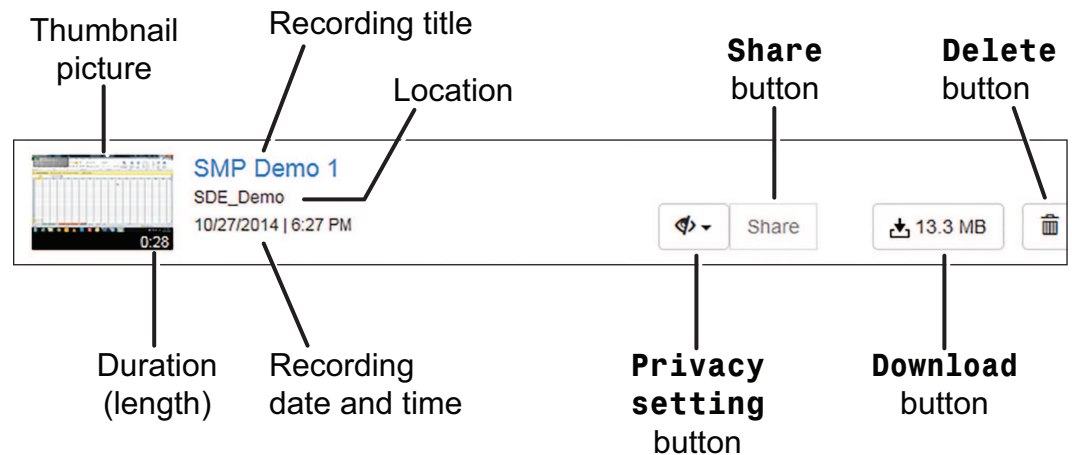 Thumbnail
picture
Recording title
Location
Share
button
Delete
button
SMP Demo 1
SDE_Demo
10/27/2014 | 6:27 PM
0:28
Share
13.3 MB
Duration
(length)
Recording
date and time
Privacy
setting
button
Download
button